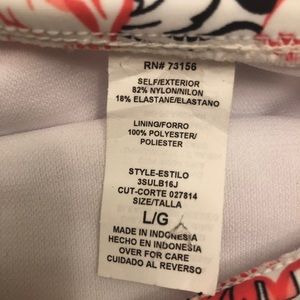 RN# 73156
SELF/EXTERIOR
82% NYLON/NILON
18% ELASTANE/ELASTANO
LINING/FORRO
100% POLYESTER/
POLIESTER
STYLE-ESTILO
3SULB16J
CUT-CORTE 027814
SIZE/TALLA
L/G
MADE IN INDONESIA
HECHO EN INDONESIA
OVER FOR CARE
CUIDADO AL REVERSO